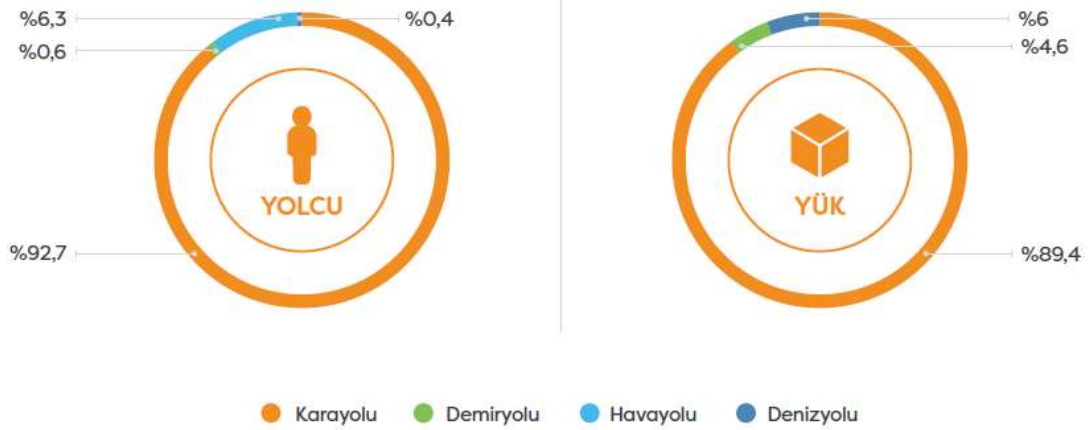 %6,3
%0,4
%0,6
YOLCU
%92,7
%6
%4,6
YÜK
%89,4
Karayolu
Demiryolu
Havayolu
Denizyolu